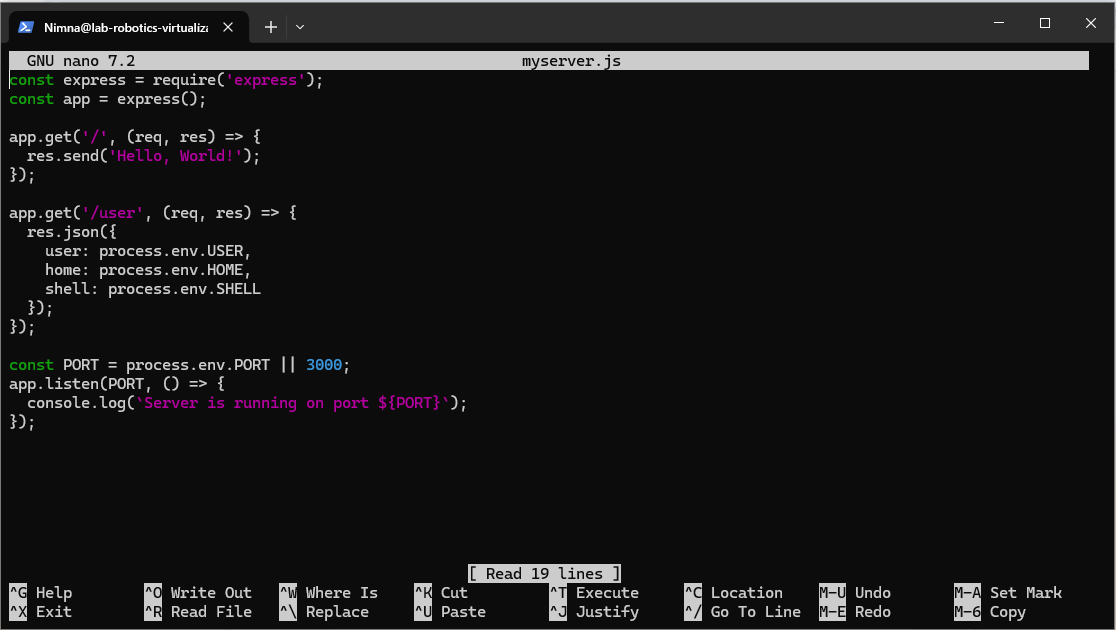 Nimna@lab-robotics-virtualiza
GNU nano 7.2 myserver.js
const express = require('express');
const app = express();
app.get('/', (req, res) => {
  res.send('Hello, World!');
});
app.get('/user', (req, res) => {
  res.json({
    user: process.env.USER,
    home: process.env.HOME,
    shell: process.env.SHELL
  });
});
const PORT = process.env.PORT || 3000;
app.listen(PORT, () => {
  console.log(`Server is running on port ${PORT}`);
});
[ Read 19 lines ]
^G Help ^O Write Out ^W Where Is ^K Cut ^T Execute ^C Location M-U Undo M-A Set Mark
^X Exit ^R Read File ^\ Replace ^U Paste ^J Justify ^/ Go To Line M-E Redo M-6 Copy